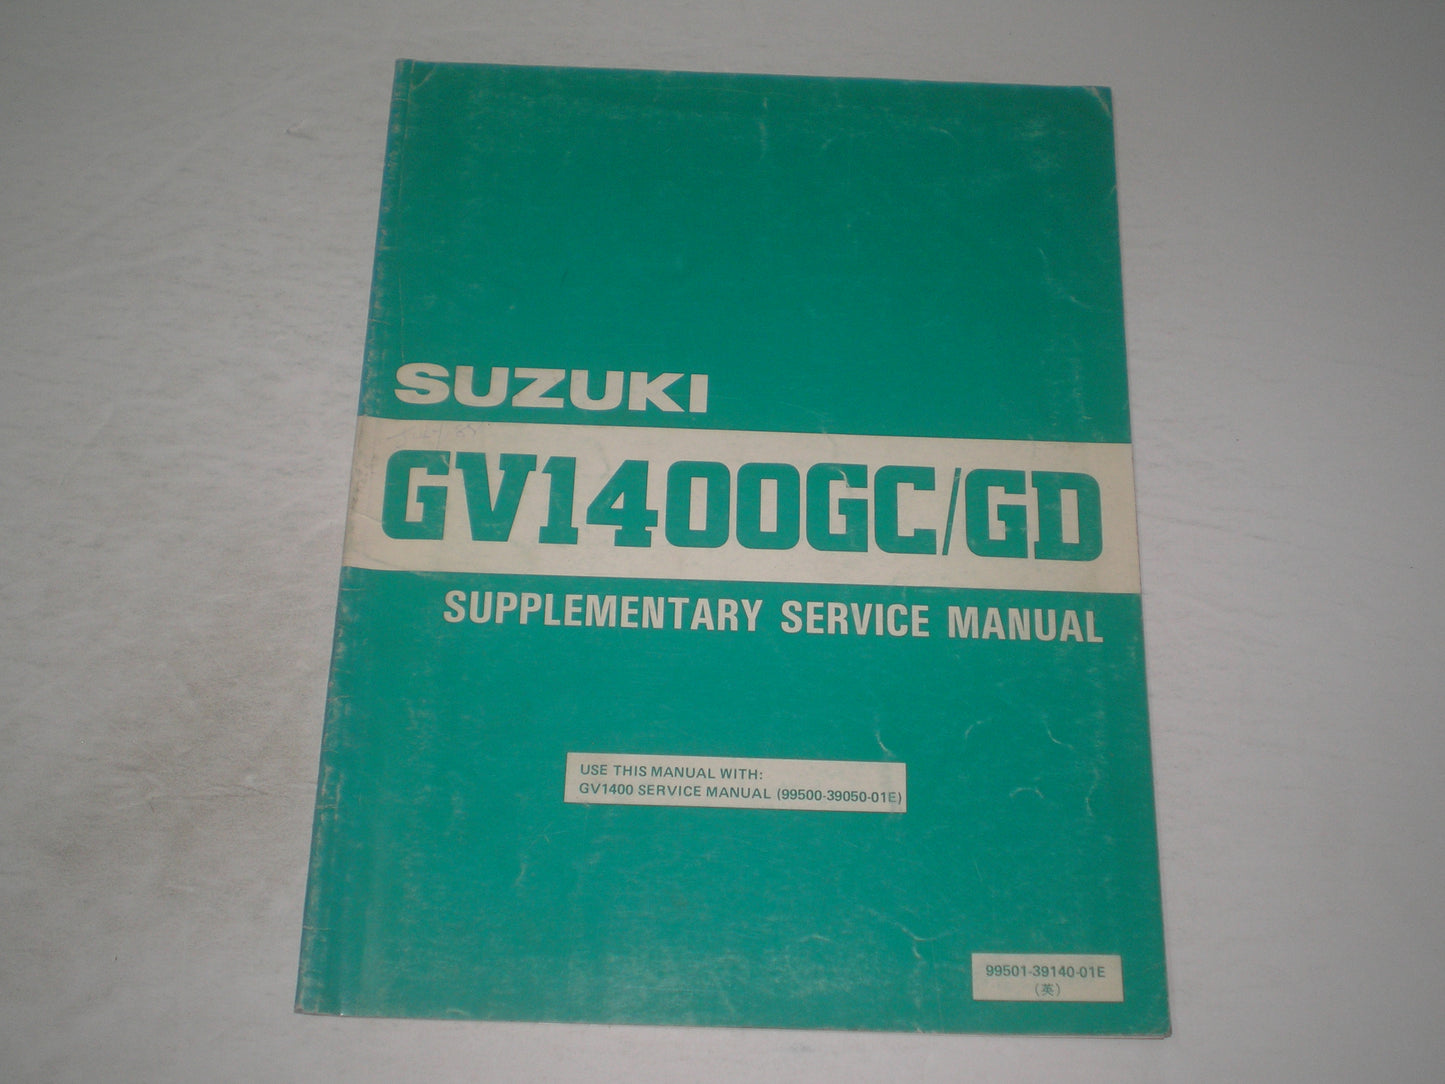 SUZUKI
GV1400GC/GD
SUPPLEMENTARY SERVICE MANUAL
USE THIS MANUAL WITH:
GV1400 SERVICE MANUAL (99500-39050-01E)
99501-39140-01E
(英)